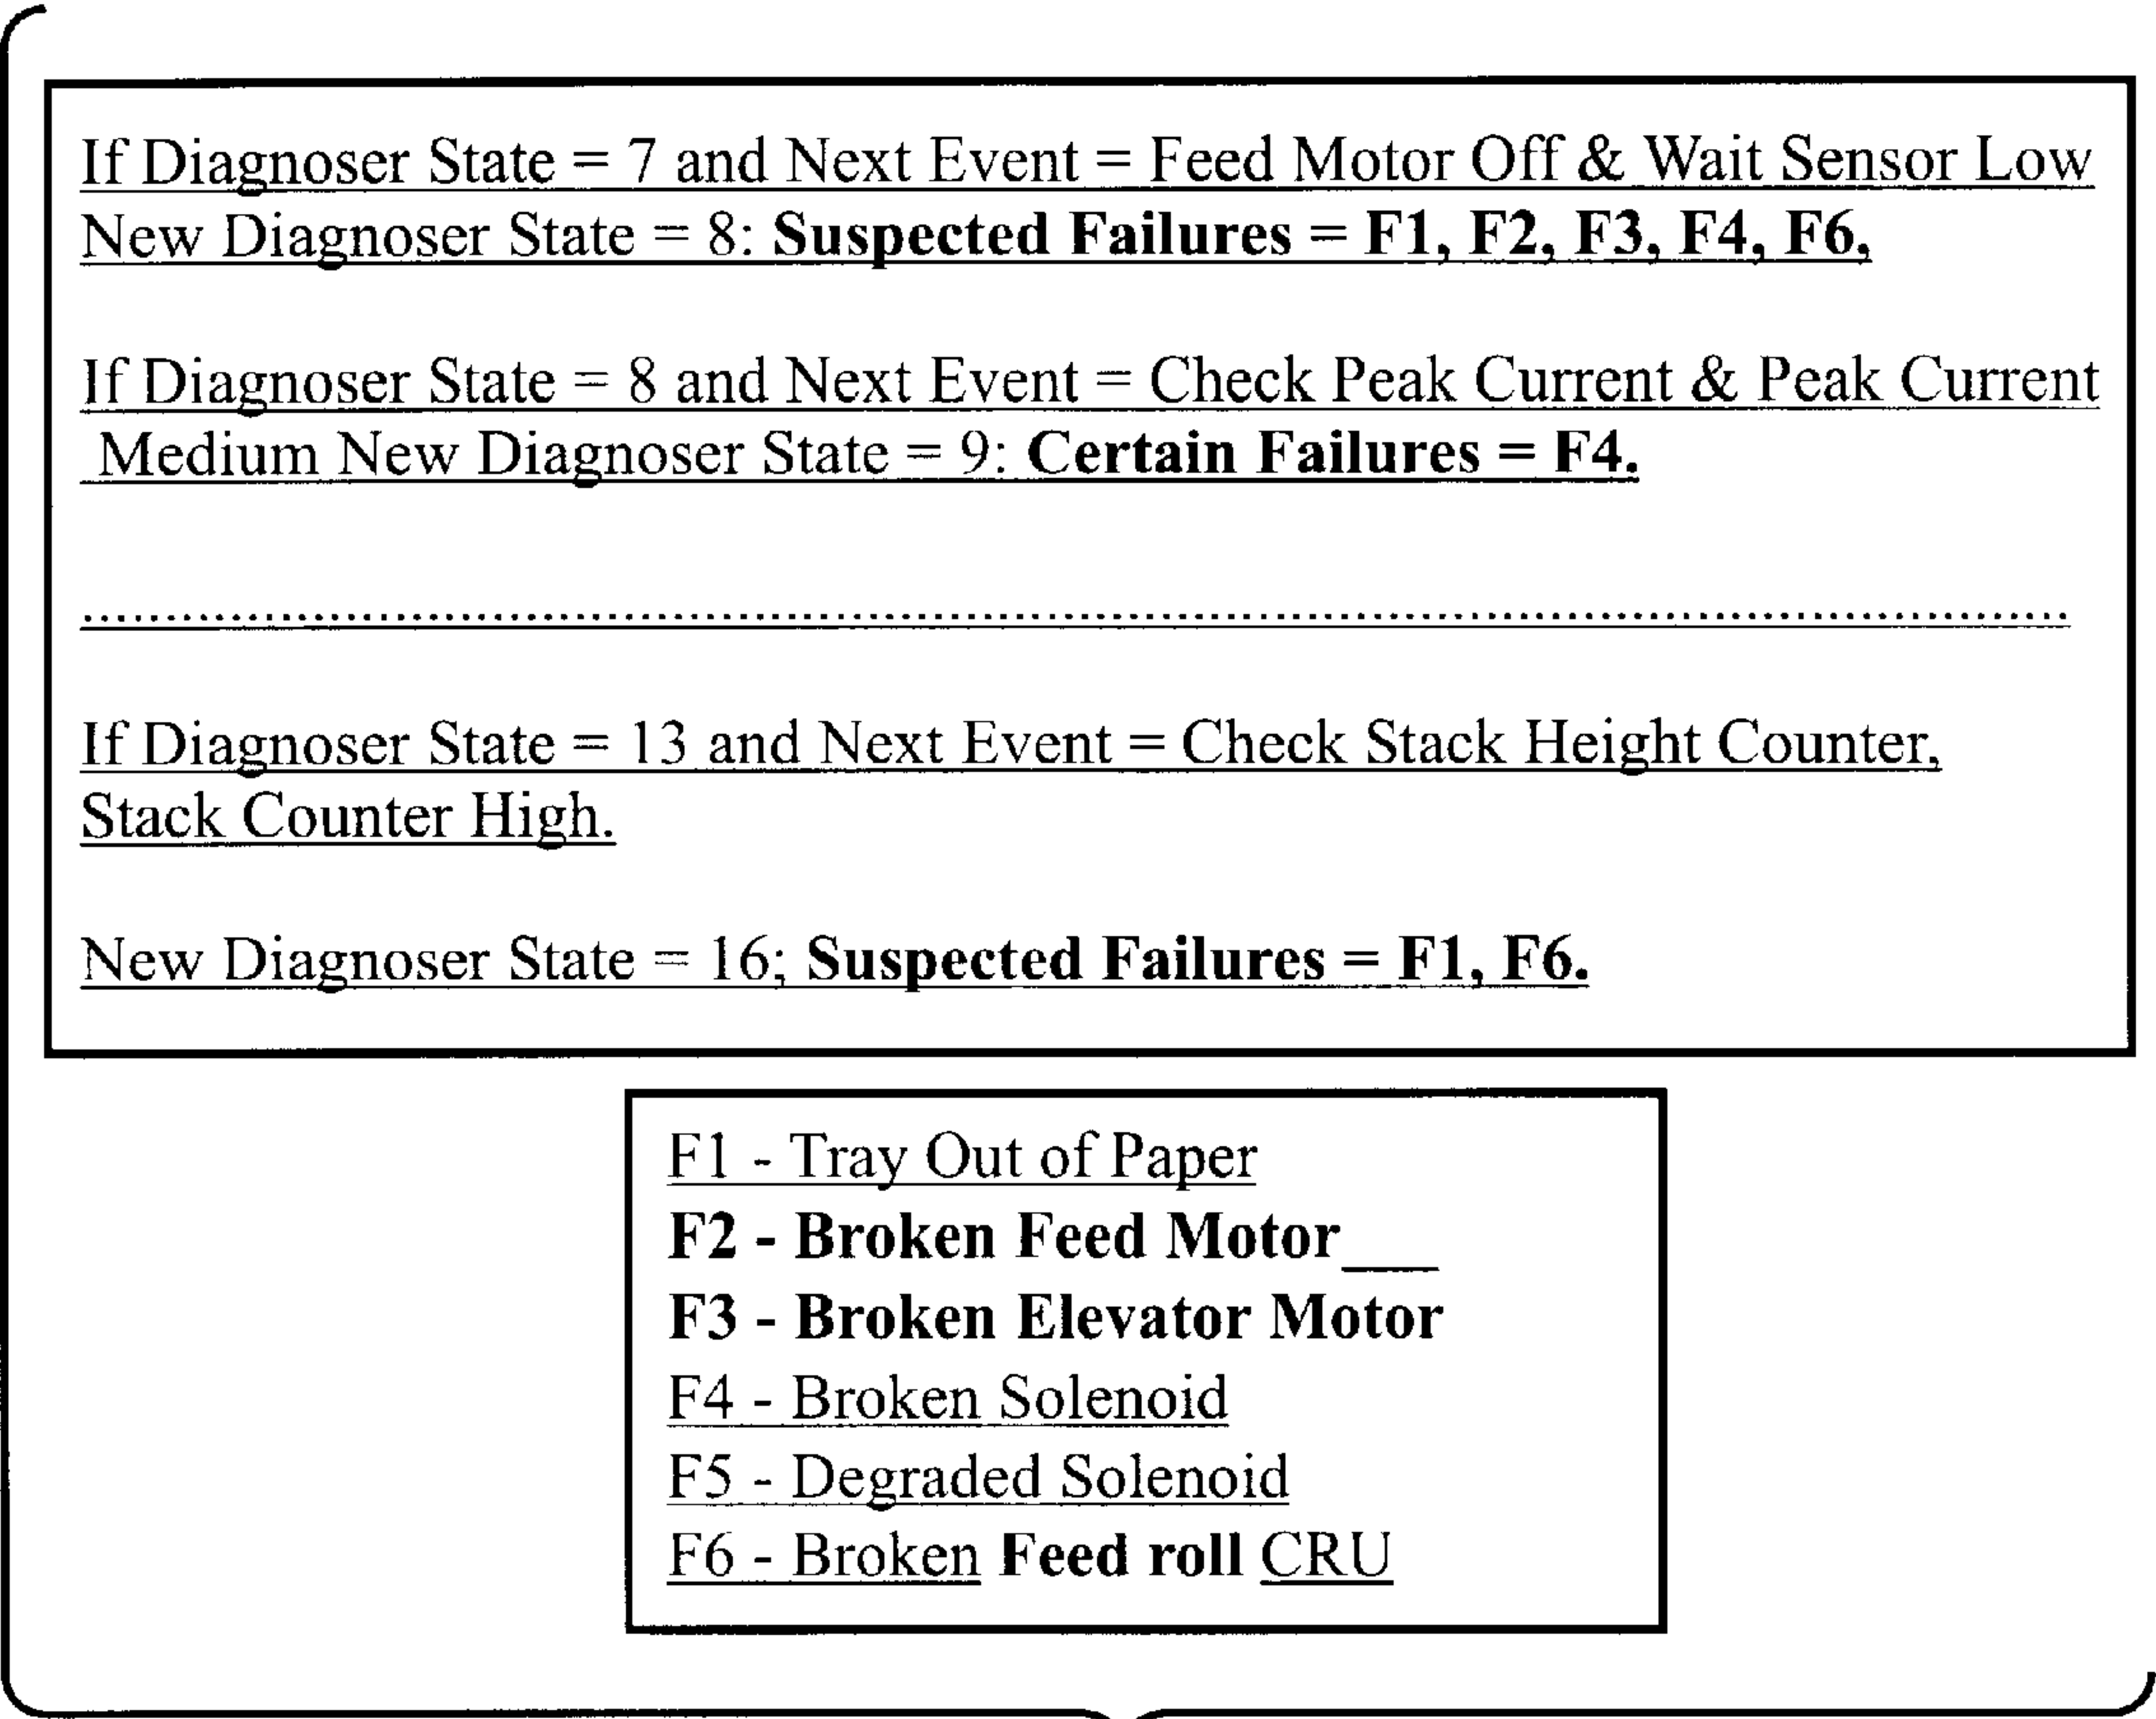 If Diagnoser State = 7 and Next Event = Feed Motor Off & Wait Sensor Low
New Diagnoser State = 8: Suspected Failures = F1, F2, F3, F4, F6,
If Diagnoser State = 8 and Next Event = Check Peak Current & Peak Current
Medium New Diagnoser State = 9: Certain Failures = F4.
........................................................................................................................
If Diagnoser State = 13 and Next Event = Check Stack Height Counter,
Stack Counter High.
New Diagnoser State = 16; Suspected Failures = F1, F6.
F1 - Tray Out of Paper
F2 - Broken Feed Motor
F3 - Broken Elevator Motor
F4 - Broken Solenoid
F5 - Degraded Solenoid
F6 - Broken Feed roll CRU